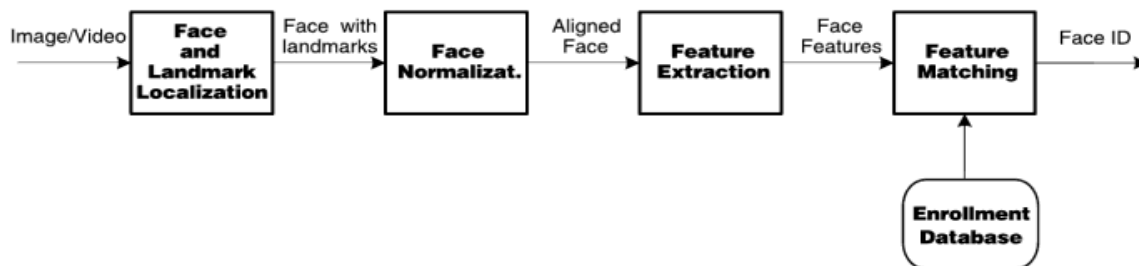 Image/Video
Face
and
Landmark
Localization
Face with
landmarks
Face
Normalizat.
Aligned
Face
Feature
Extraction
Face
Features
Feature
Matching
Face ID
Enrollment
Database